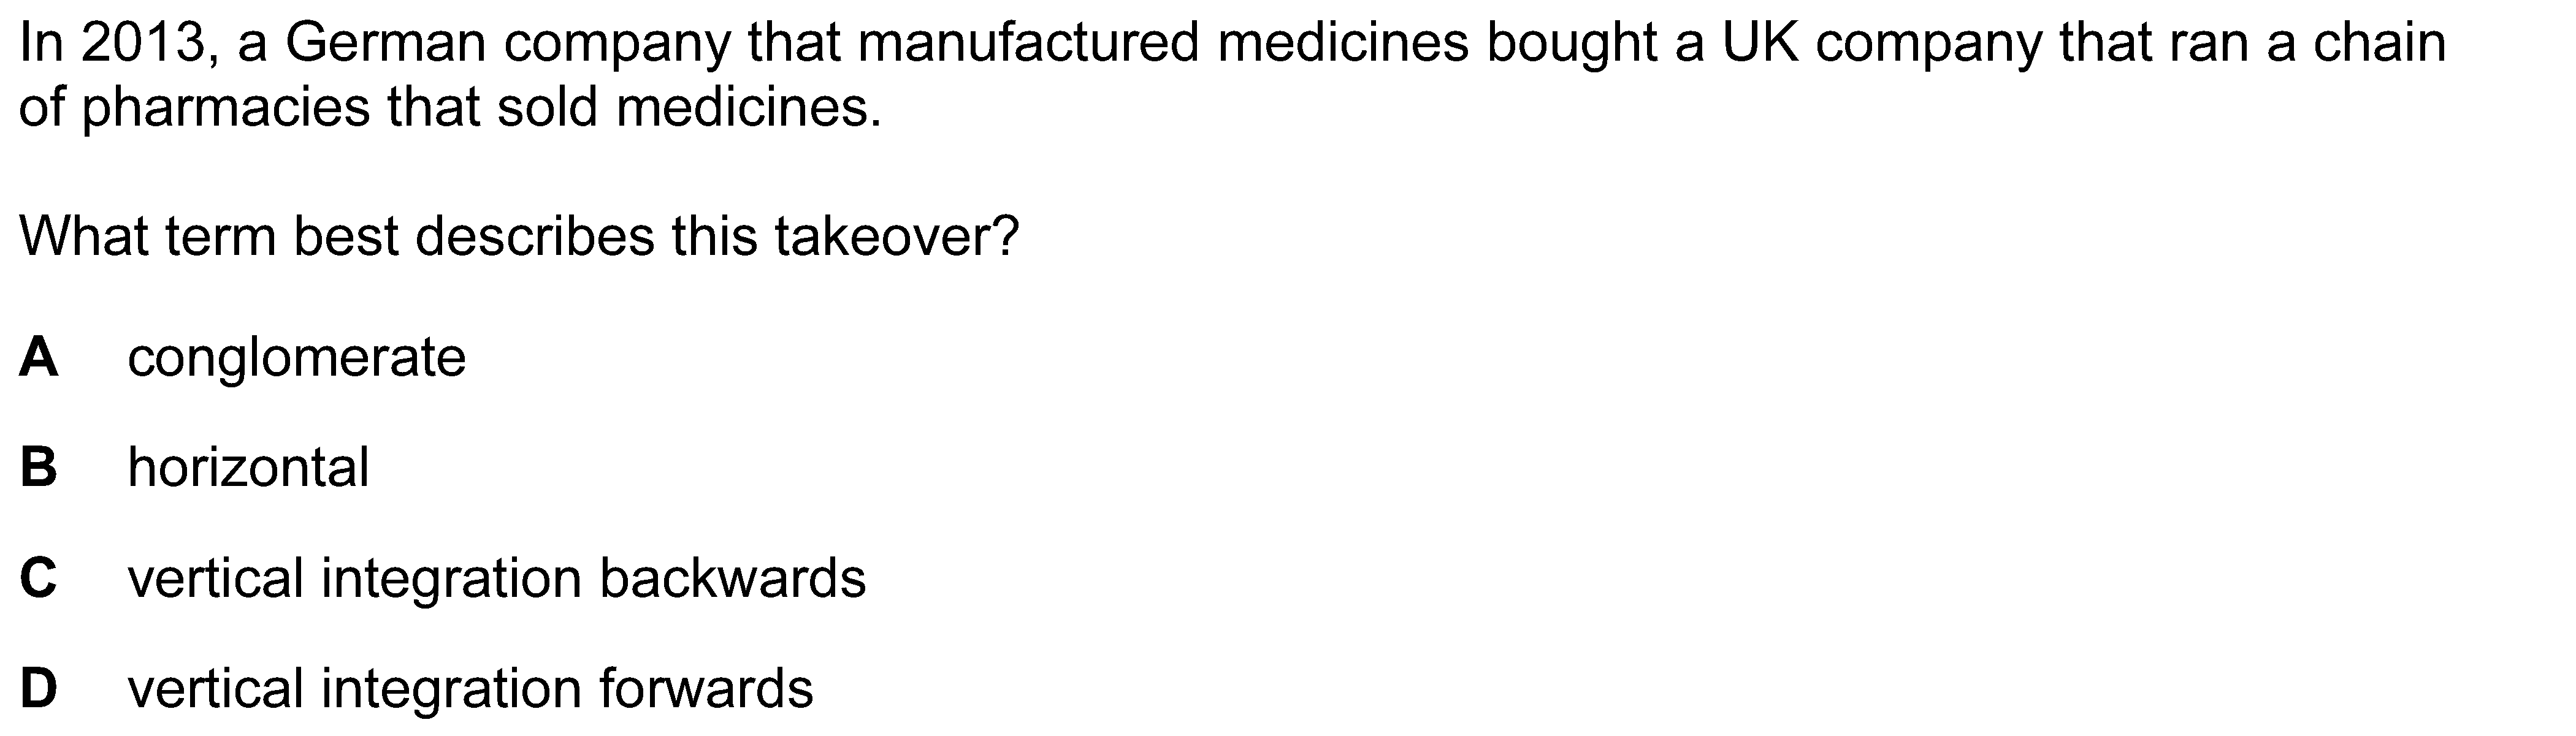 In 2013, a German company that manufactured medicines bought a UK company that ran a chain
of pharmacies that sold medicines.
What term best describes this takeover?
A conglomerate
B horizontal
C vertical integration backwards
D vertical integration forwards